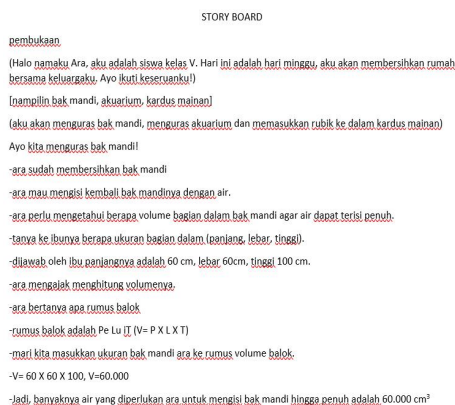 STORY BOARD
pembukaan
(Halo namaku Ara, aku adalah siswa kelas V. Hari ini adalah hari minggu, aku akan membersihkan rumah
bersama keluargaku. Ayo ikuti keseruanku!)
[nampilin bak mandi, akuarium, kardus mainan]
(aku akan menguras bak mandi, menguras akuarium dan memasukkan rubik ke dalam kardus mainan)
Ayo kita menguras bak mandi!
-ara sudah membersihkan bak mandi
-ara mau mengisi kembali bak mandinya dengan air.
-ara perlu mengetahui berapa volume bagian dalam bak mandi agar air dapat terisi penuh.
-tanya ke ibunya berapa ukuran bagian dalam (panjang, lebar, tinggi).
-dijawab oleh ibu panjangnya adalah 60 cm, lebar 60cm, tinggi 100 cm.
-ara mengajak menghitung volumenya.
-ara bertanya apa rumus balok
-rumus balok adalah Pe Lu iT (V= P X L X T)
-mari kita masukkan ukuran bak mandi ara ke rumus volume balok.
-V= 60 X 60 X 100, V=60.000
-Jadi, banyaknya air yang diperlukan ara untuk mengisi bak mandi hingga penuh adalah 60.000 cm³